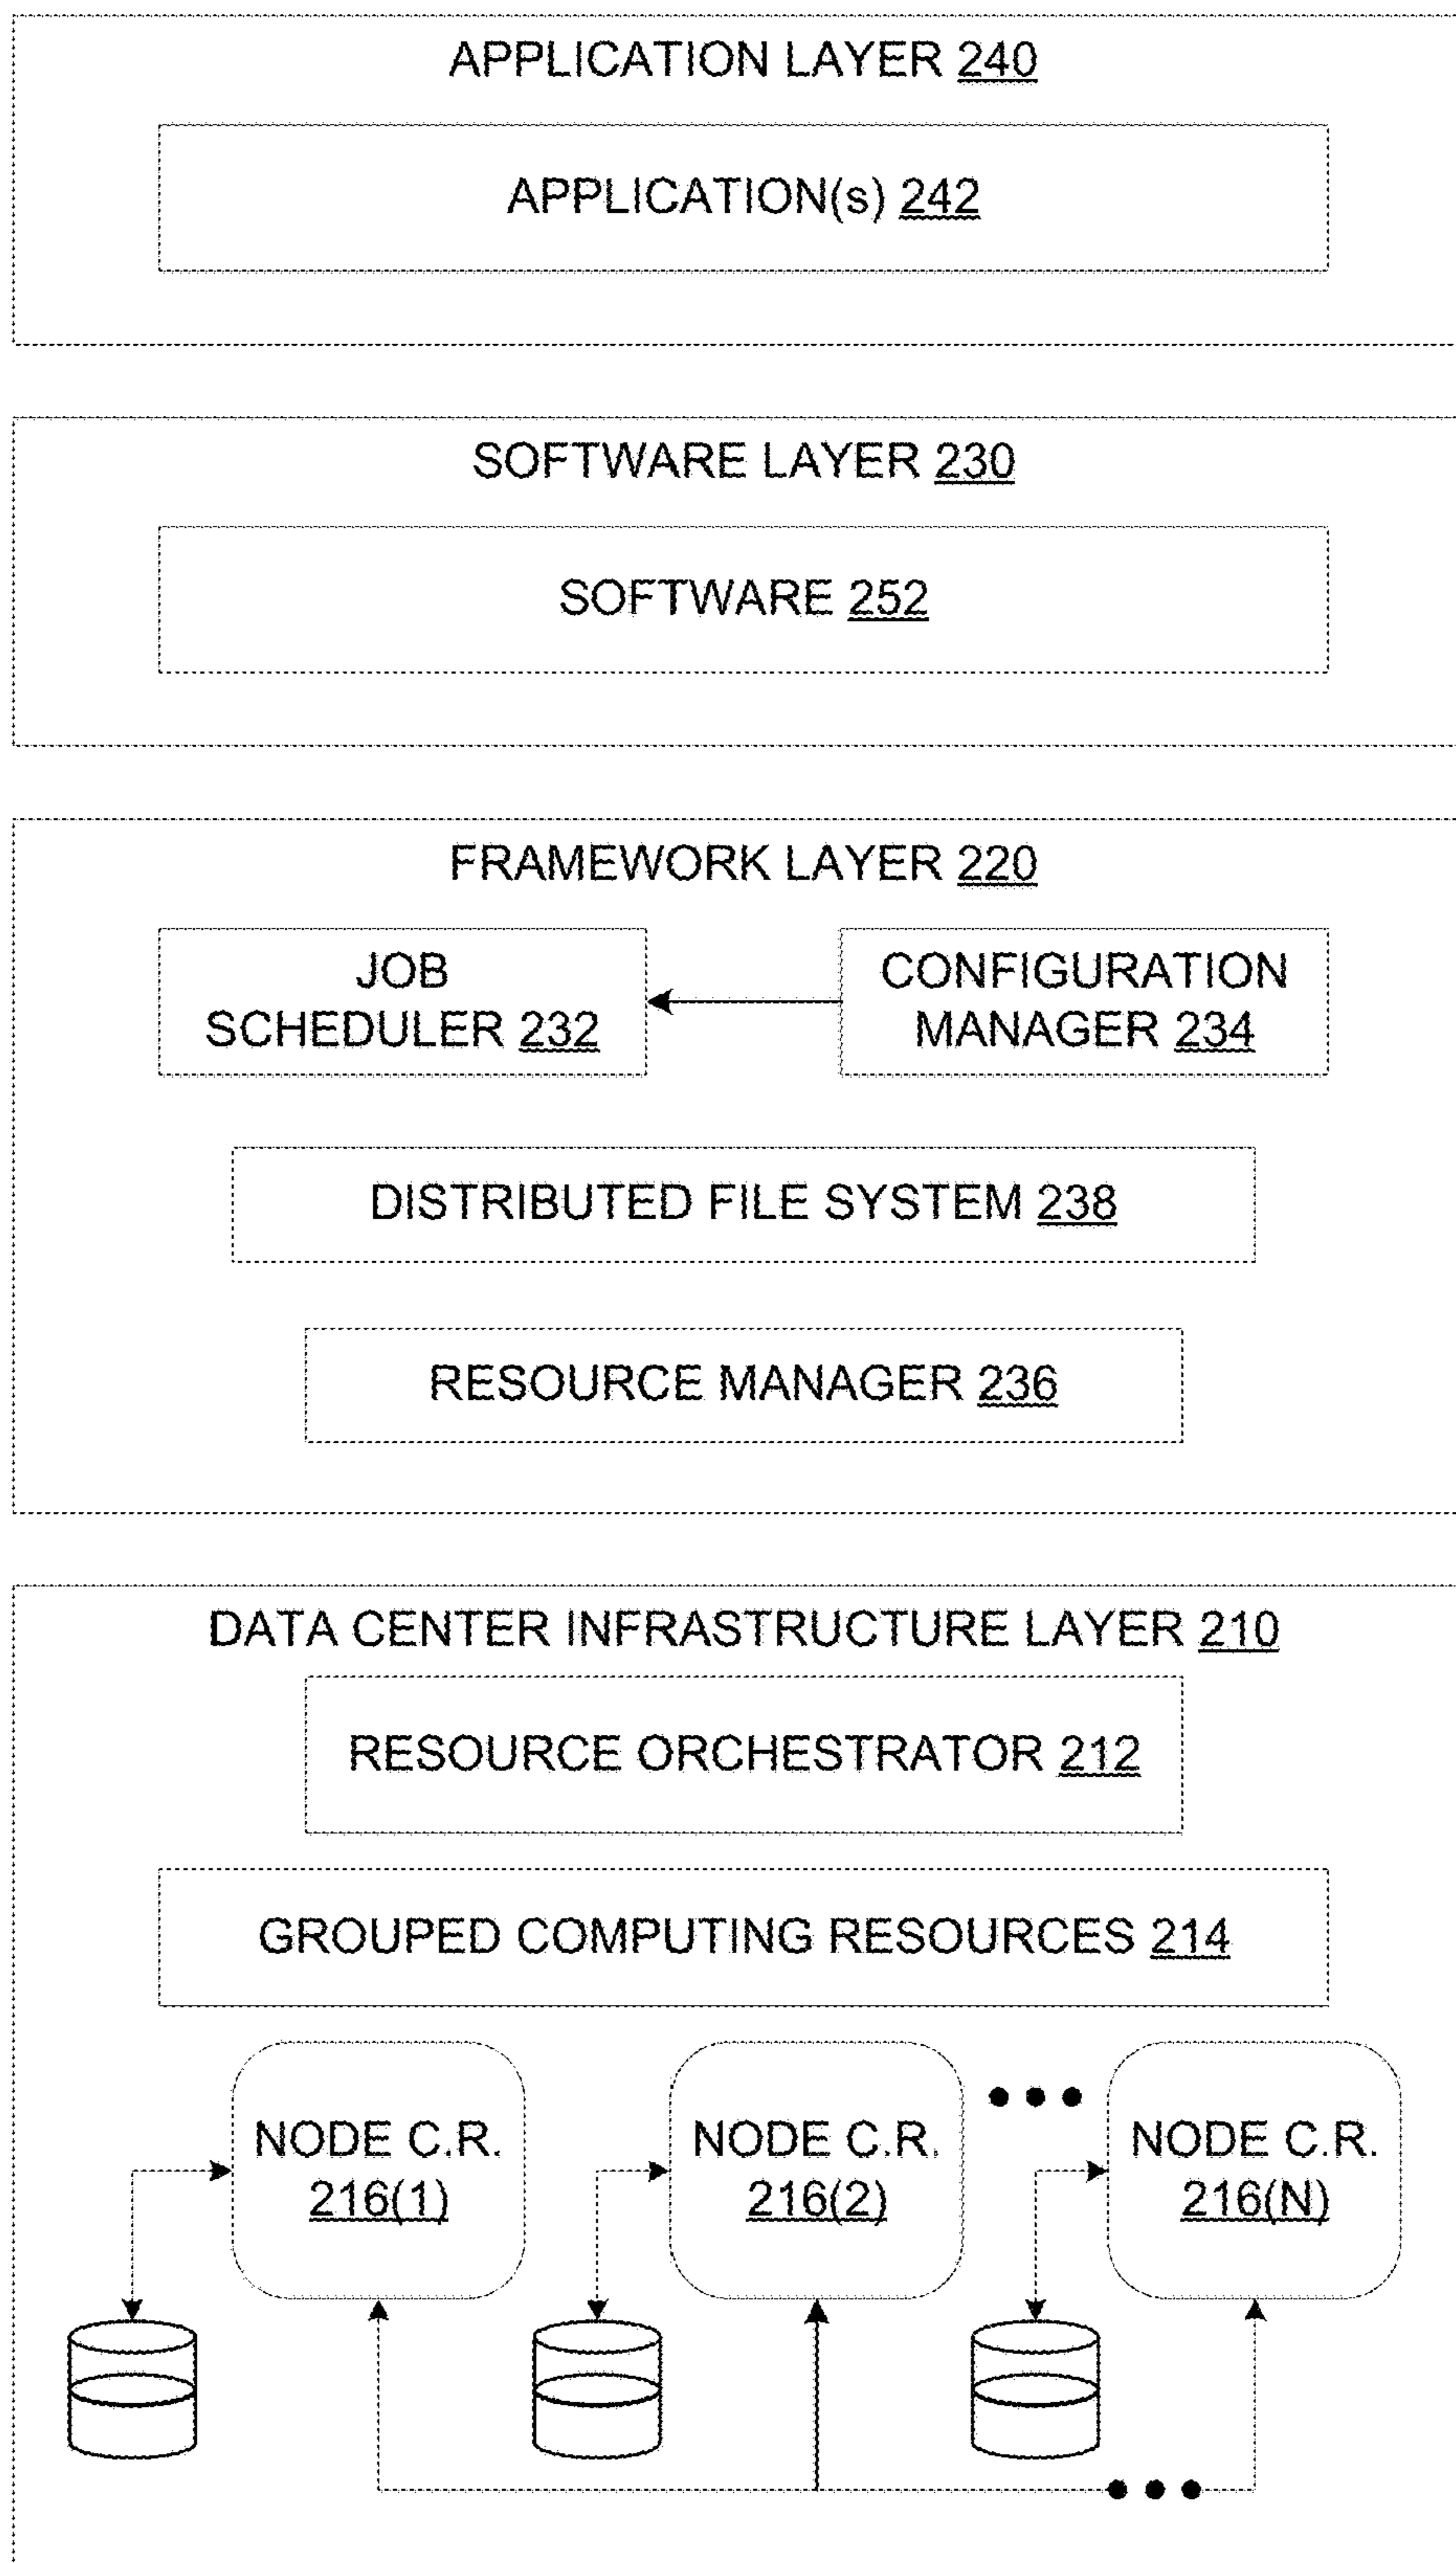 APPLICATION LAYER 240
APPLICATION(s) 242
SOFTWARE LAYER 230
SOFTWARE 252
FRAMEWORK LAYER 220
JOB
SCHEDULER 232
CONFIGURATION
MANAGER 234
DISTRIBUTED FILE SYSTEM 238
RESOURCE MANAGER 236
DATA CENTER INFRASTRUCTURE LAYER 210
RESOURCE ORCHESTRATOR 212
GROUPED COMPUTING RESOURCES 214
NODE C.R.
216(1)
NODE C.R.
216(2)
NODE C.R.
216(N)